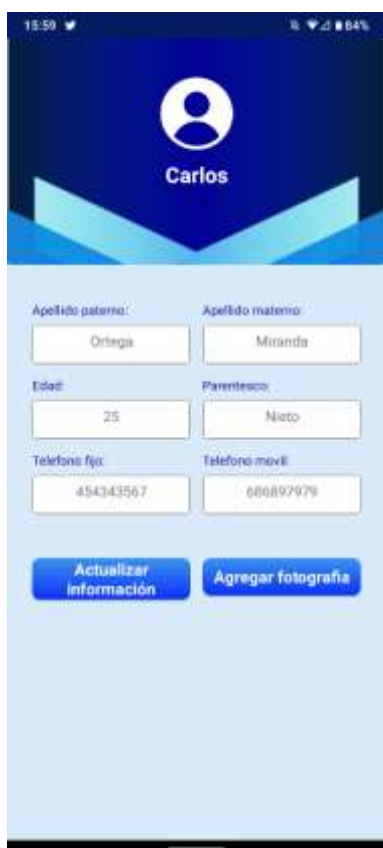 15:59 84%
Carlos
Apellido paterno: Apellido materno:
Ortega Miranda
Edad: Parentesco:
25 Nieto
Telefono fijo: Telefono movil:
454343567 686897979
Actualizar
información
Agregar fotografia